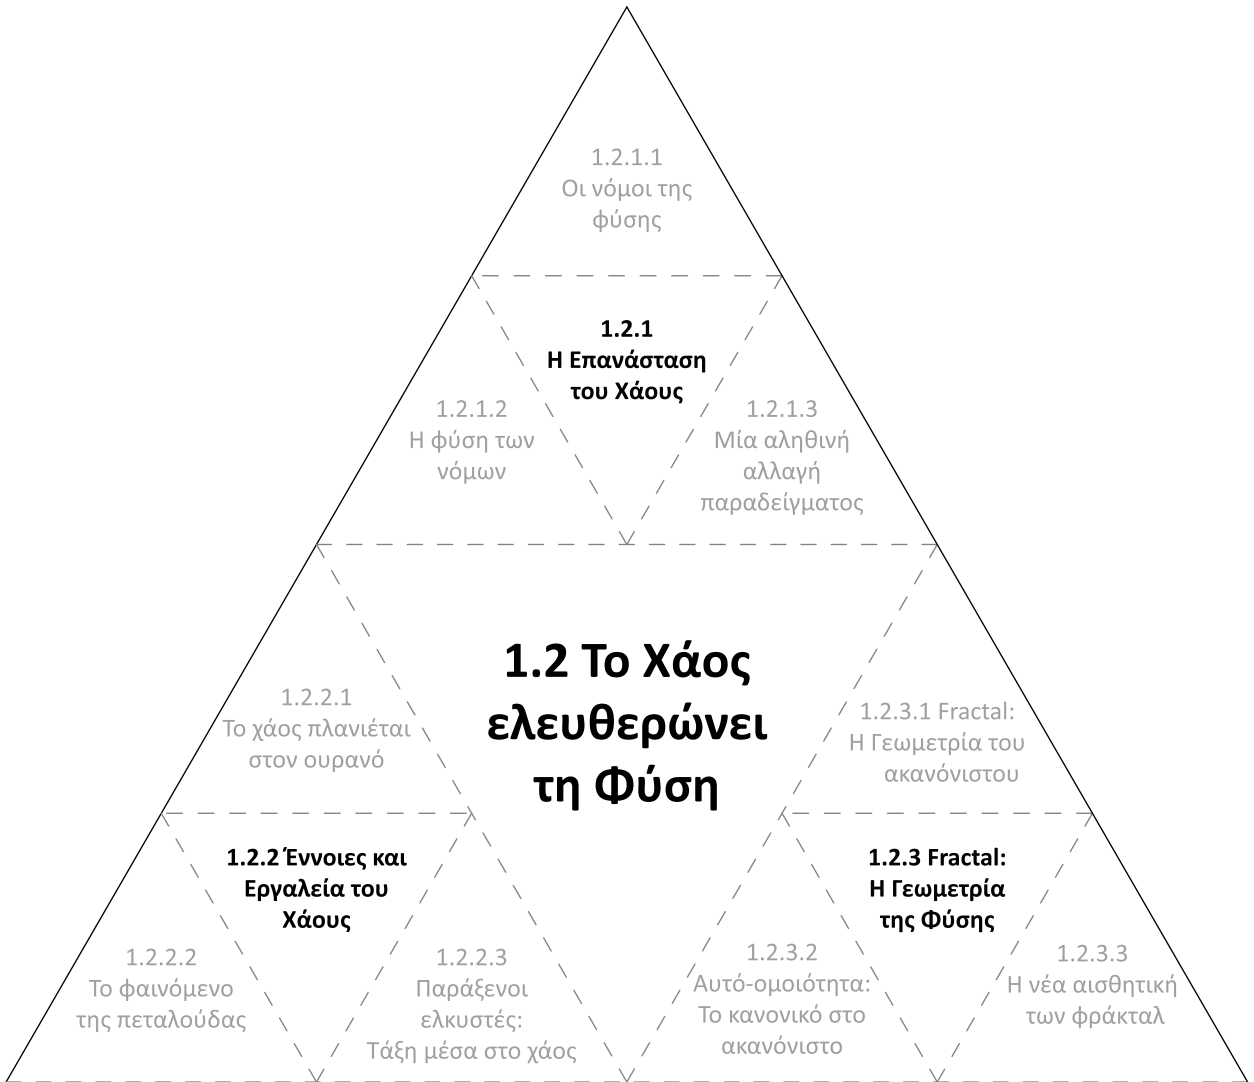 1.2.1.1
Οι νόμοι της
φύσης
1.2.1
Η Επανάσταση
του Χάους
1.2.1.2
Η φύση των
νόμων
1.2.1.3
Μία αληθινή
αλλαγή
παραδείγματος
1.2 Το Χάος
ελευθερώνει
τη Φύση
1.2.2.1
Το χάος πλανιέται
στον ουρανό
1.2.2 Έννοιες και
Εργαλεία του
Χάους
1.2.2.2
Το φαινόμενο
της πεταλούδας
1.2.2.3
Παράξενοι
ελκυστές:
Τάξη μέσα στο χάος
1.2.3.1 Fractal:
Η Γεωμετρία του
ακανόνιστου
1.2.3 Fractal:
Η Γεωμετρία
της Φύσης
1.2.3.2
Αυτό-ομοιότητα:
Το κανονικό στο
ακανόνιστο
1.2.3.3
Η νέα αισθητική
των φράκταλ